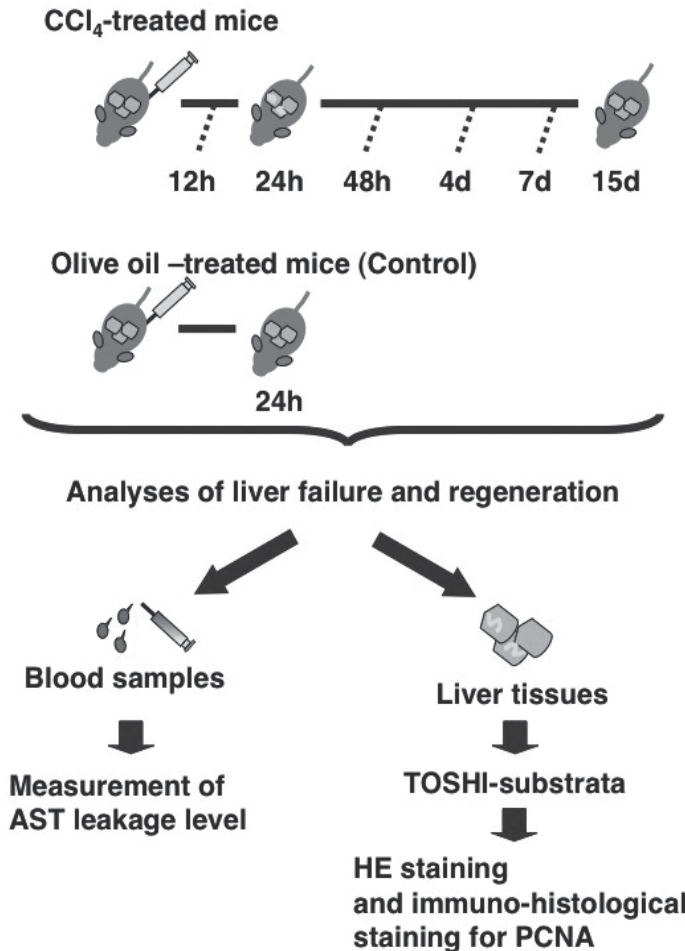 CCl4-treated mice
12h 24h 48h 4d 7d 15d
Olive oil –treated mice (Control)
24h
Analyses of liver failure and regeneration
Blood samples
Measurement of
AST leakage level
Liver tissues
TOSHI-substrata
HE staining
and immuno-histological
staining for PCNA